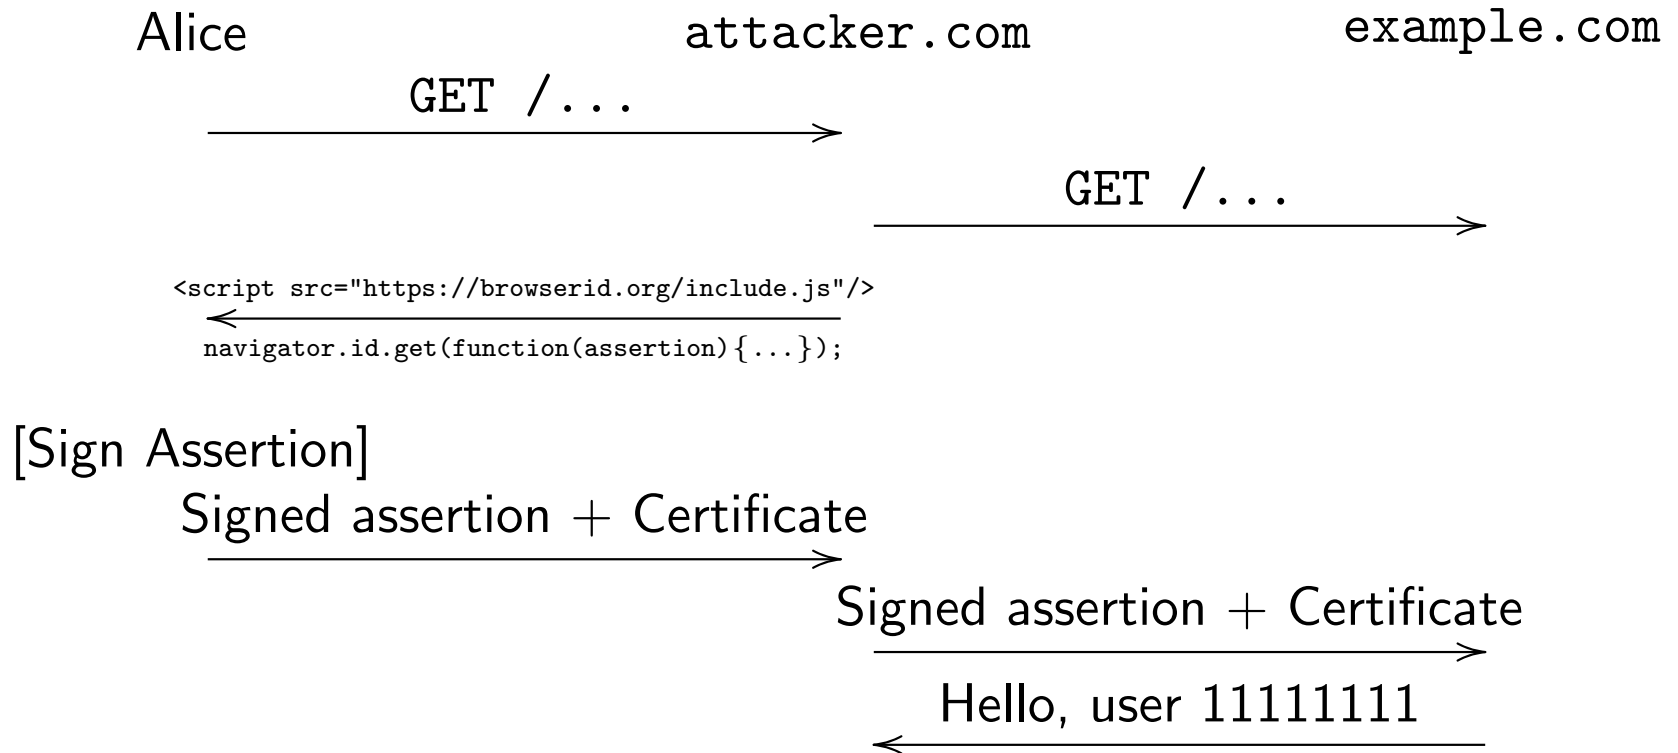 Alice attacker.com example.com
GET /...
GET /...
<script src="https://browserid.org/include.js"/>
navigator.id.get(function(assertion){...});
[Sign Assertion]
Signed assertion + Certificate
Signed assertion + Certificate
Hello, user 11111111